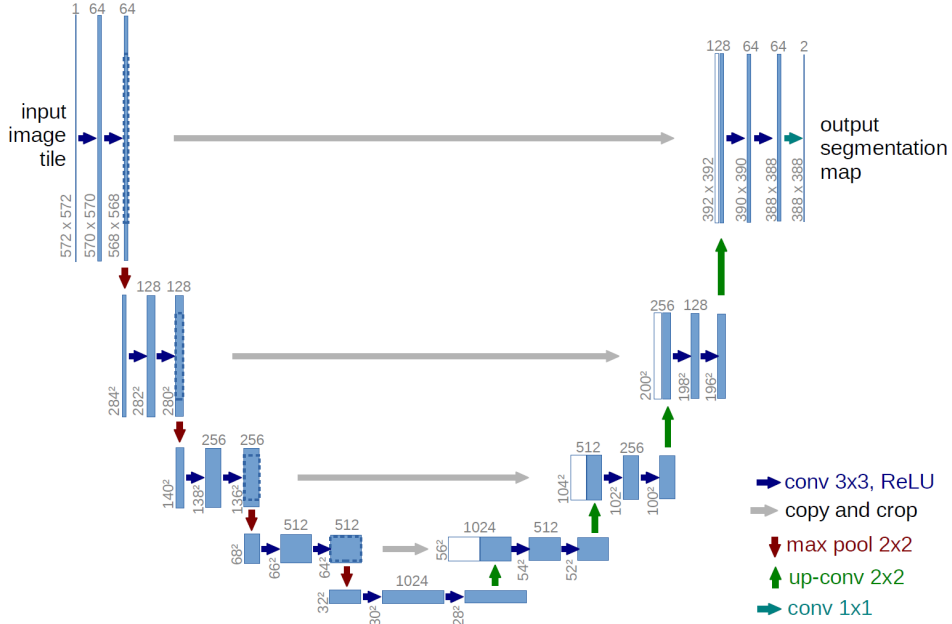 1 64 64
input
image
tile
572 x 572
570 x 570
568 x 568
128 64 64 2
output
segmentation
map
392 x 392
390 x 390
388 x 388
388 x 388
128 128
284²
282²
280²
256 128
200²
198²
196²
256 256
140²
138²
136²
512 256
104²
102²
100²
512 512
68²
66²
64²
1024 512
56²
54²
52²
1024
32²
30²
28²
conv 3x3, ReLU
copy and crop
max pool 2x2
up-conv 2x2
conv 1x1